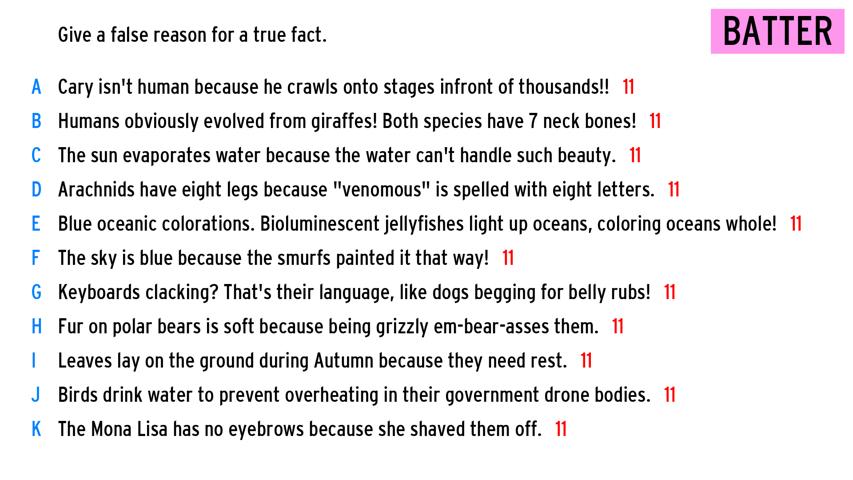 Give a false reason for a true fact.
BATTER
A Cary isn't human because he crawls onto stages infront of thousands!! 11
B Humans obviously evolved from giraffes! Both species have 7 neck bones! 11
C The sun evaporates water because the water can't handle such beauty. 11
D Arachnids have eight legs because "venomous" is spelled with eight letters. 11
E Blue oceanic colorations. Bioluminescent jellyfishes light up oceans, coloring oceans whole! 11
F The sky is blue because the smurfs painted it that way! 11
G Keyboards clacking? That's their language, like dogs begging for belly rubs! 11
H Fur on polar bears is soft because being grizzly em-bear-asses them. 11
I Leaves lay on the ground during Autumn because they need rest. 11
J Birds drink water to prevent overheating in their government drone bodies. 11
K The Mona Lisa has no eyebrows because she shaved them off. 11